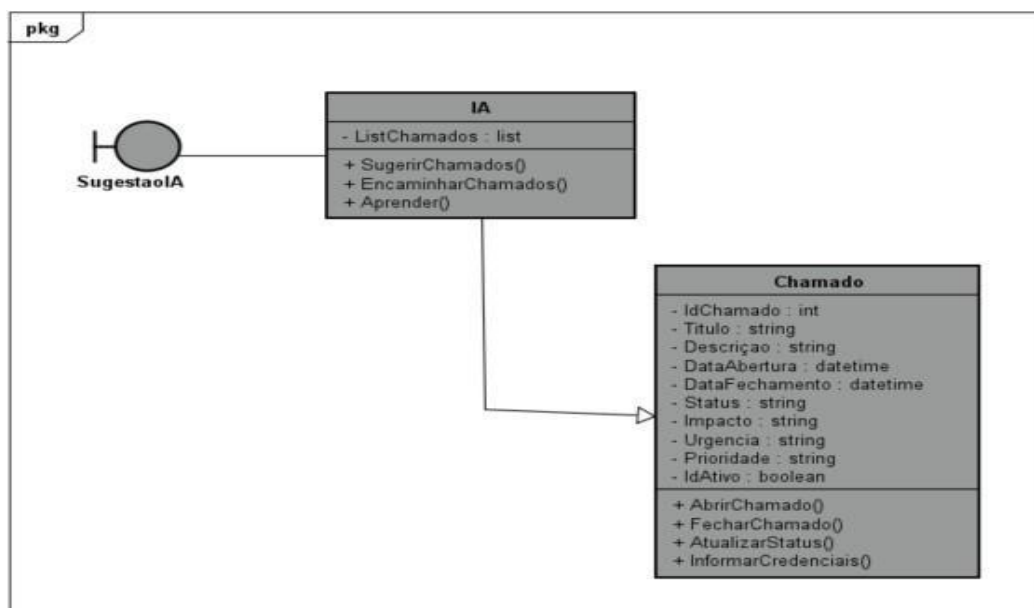 pkg
SugestaoIA
IA
- ListChamados : list
+ SugerirChamados()
+ EncaminharChamados()
+ Aprender()
Chamado
- IdChamado : int
- Titulo : string
- Descriçao : string
- DataAbertura : datetime
- DataFechamento : datetime
- Status : string
- Impacto : string
- Urgencia : string
- Prioridade : string
- IdAtivo : boolean
+ AbrirChamado()
+ FecharChamado()
+ AtualizarStatus()
+ InformarCredenciais()